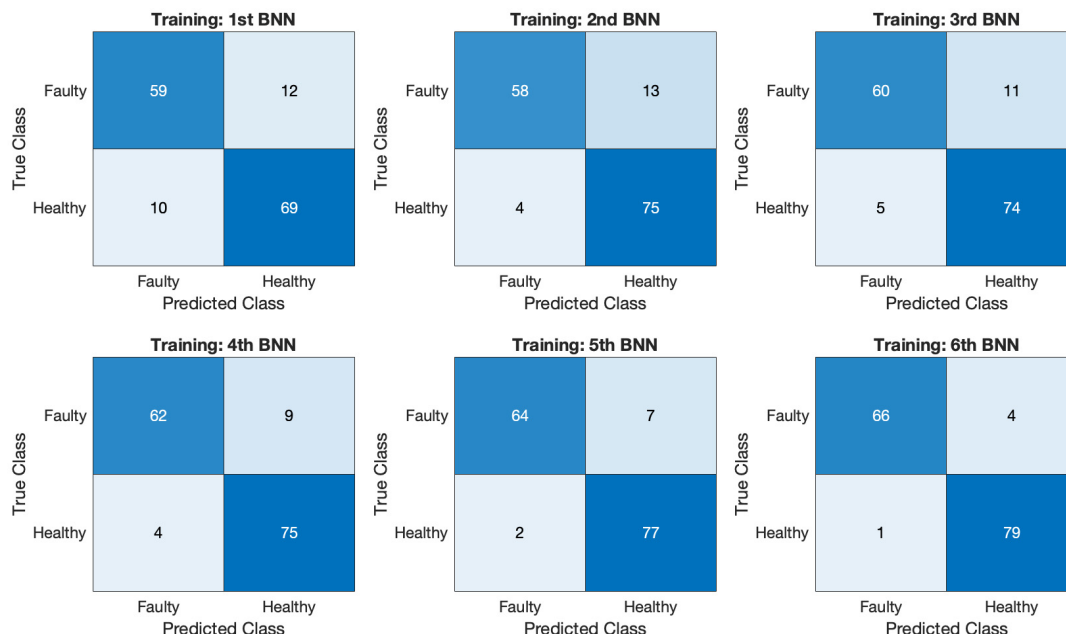 Training: 1st BNN
True Class
Faulty
59
12
Healthy
10
69
Faulty
Healthy
Predicted Class
Training: 2nd BNN
True Class
Faulty
58
13
Healthy
4
75
Faulty
Healthy
Predicted Class
Training: 3rd BNN
True Class
Faulty
60
11
Healthy
5
74
Faulty
Healthy
Predicted Class
Training: 4th BNN
True Class
Faulty
62
9
Healthy
4
75
Faulty
Healthy
Predicted Class
Training: 5th BNN
True Class
Faulty
64
7
Healthy
2
77
Faulty
Healthy
Predicted Class
Training: 6th BNN
True Class
Faulty
66
4
Healthy
1
79
Faulty
Healthy
Predicted Class